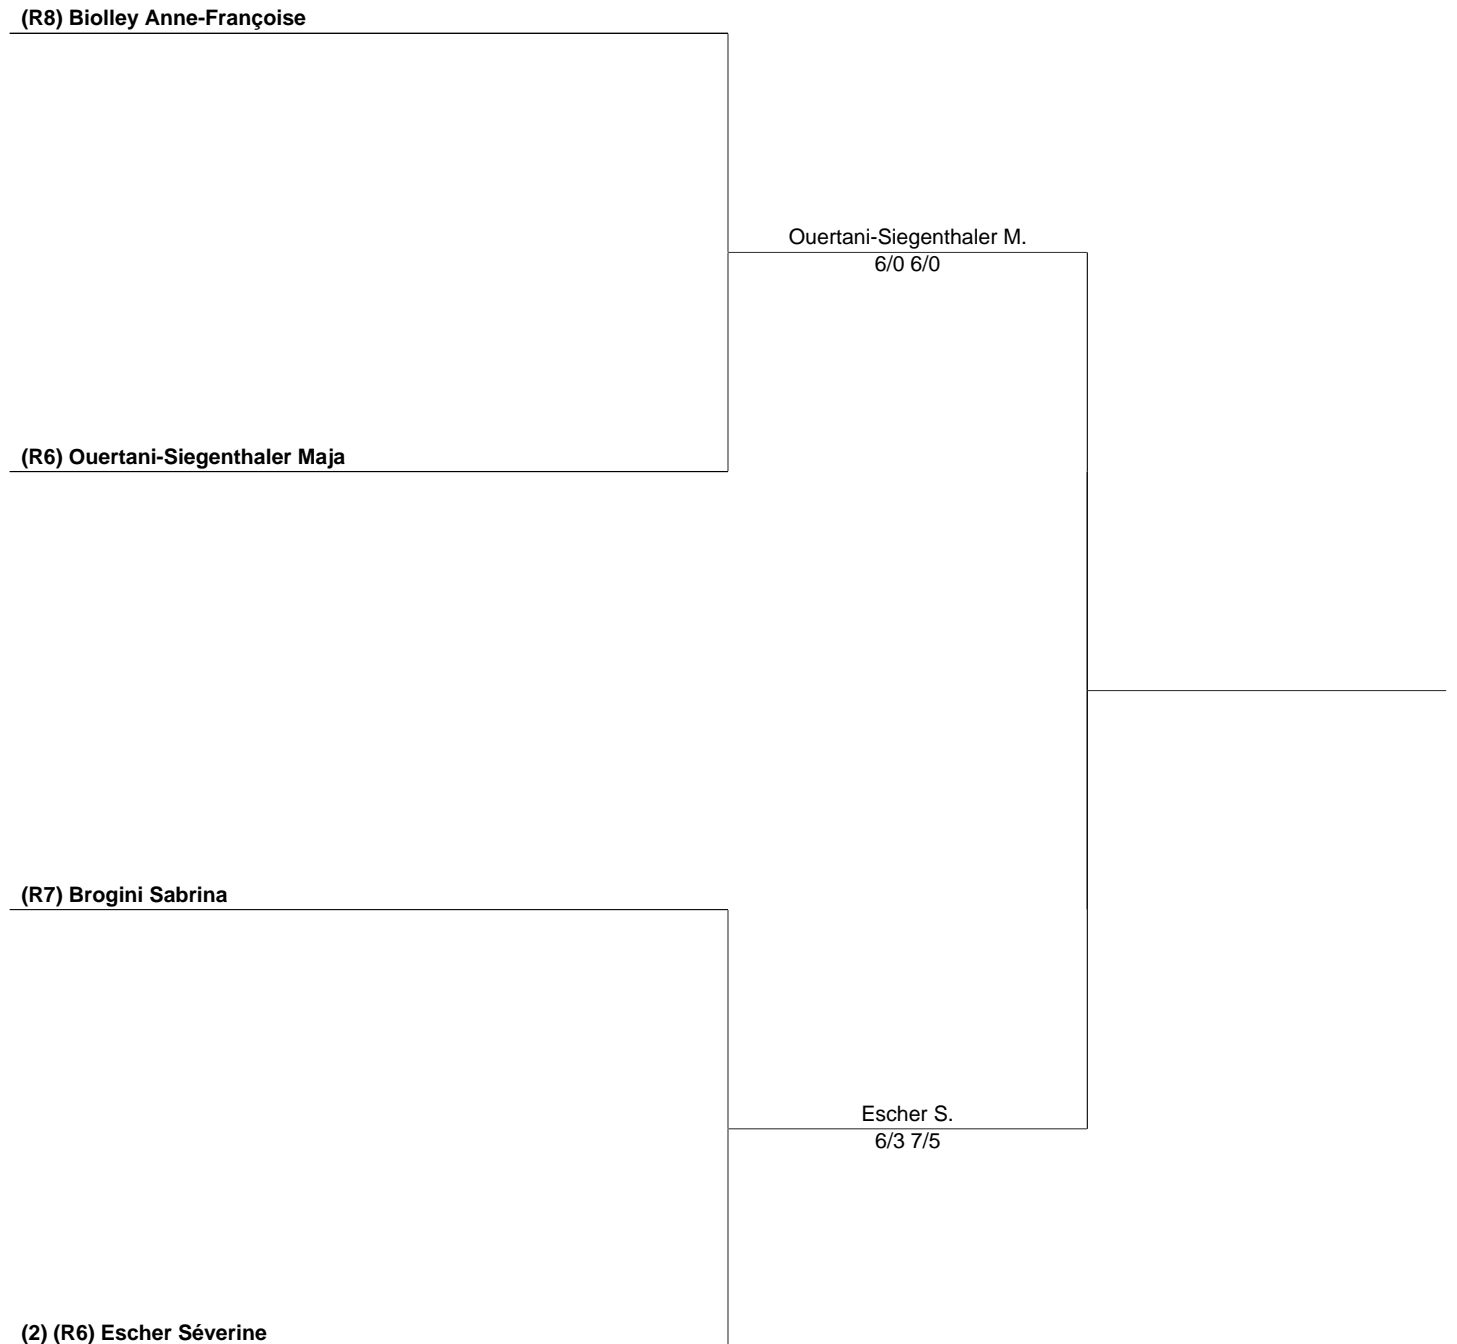 (R8) Biolley Anne-Françoise
Ouertani-Siegenthaler M.
6/0 6/0
(R6) Ouertani-Siegenthaler Maja
(R7) Brogini Sabrina
Escher S.
6/3 7/5
(2) (R6) Escher Séverine